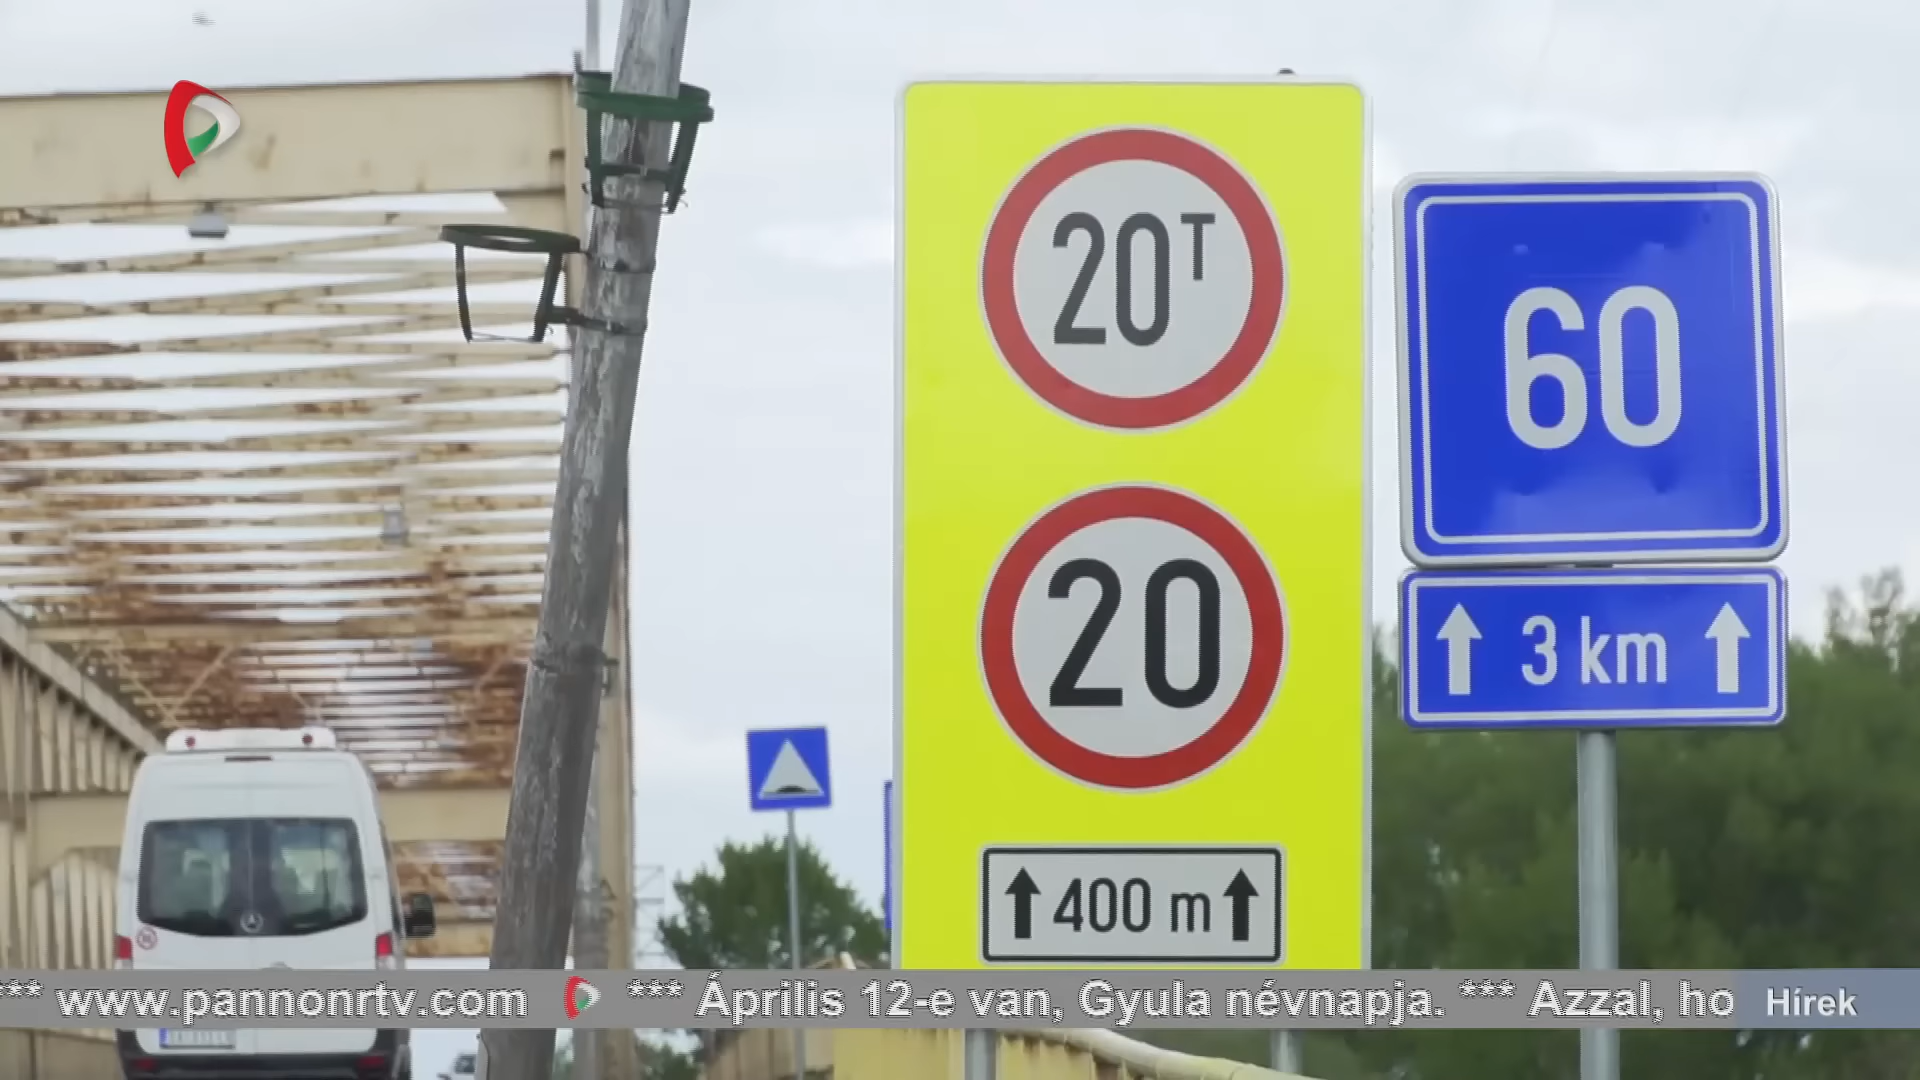 20T
20
400 m
60
3 km
*** www.pannonrtv.com *** Április 12-e van, Gyula névnapja. *** Azzal, ho
Hírek